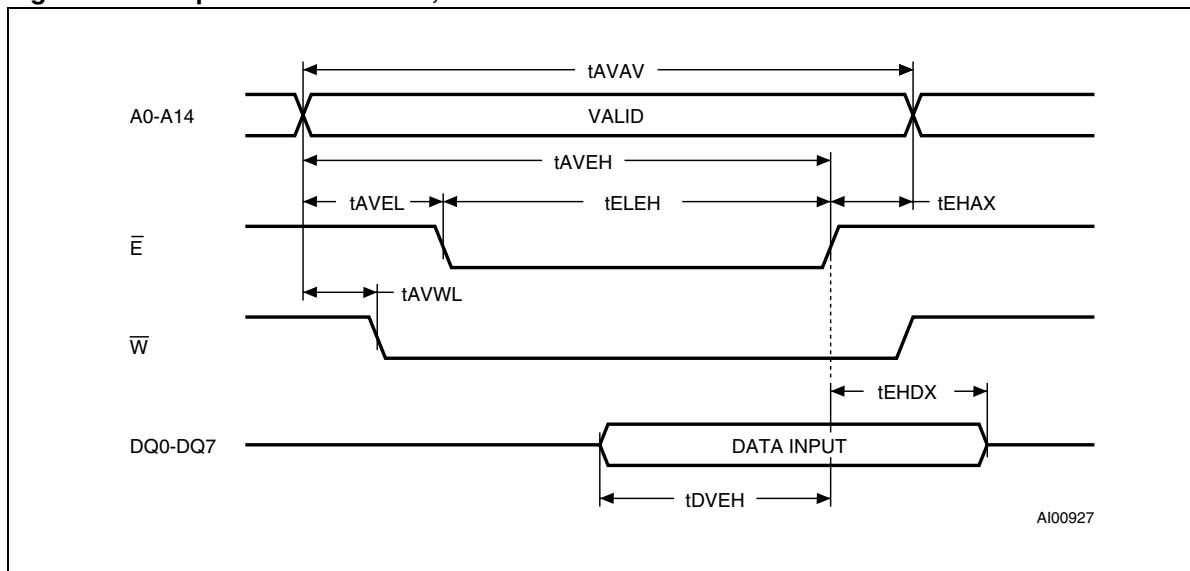 tAVAV
A0-A14
VALID
tAVEH
tAVEL
tELEH
tEHAX
E̅
tAVWL
W̅
tEHDX
DQ0-DQ7
DATA INPUT
tDVEH
AI00927